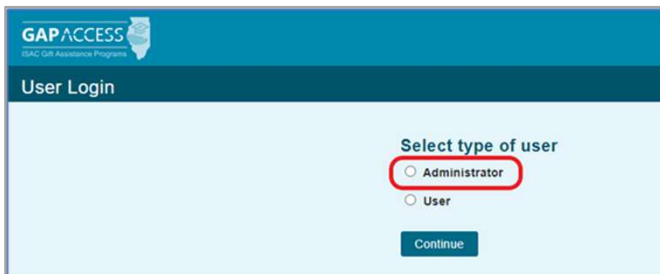 GAPACCESS
ISAC Gift Assistance Programs
User Login
Select type of user
Administrator
User
Continue